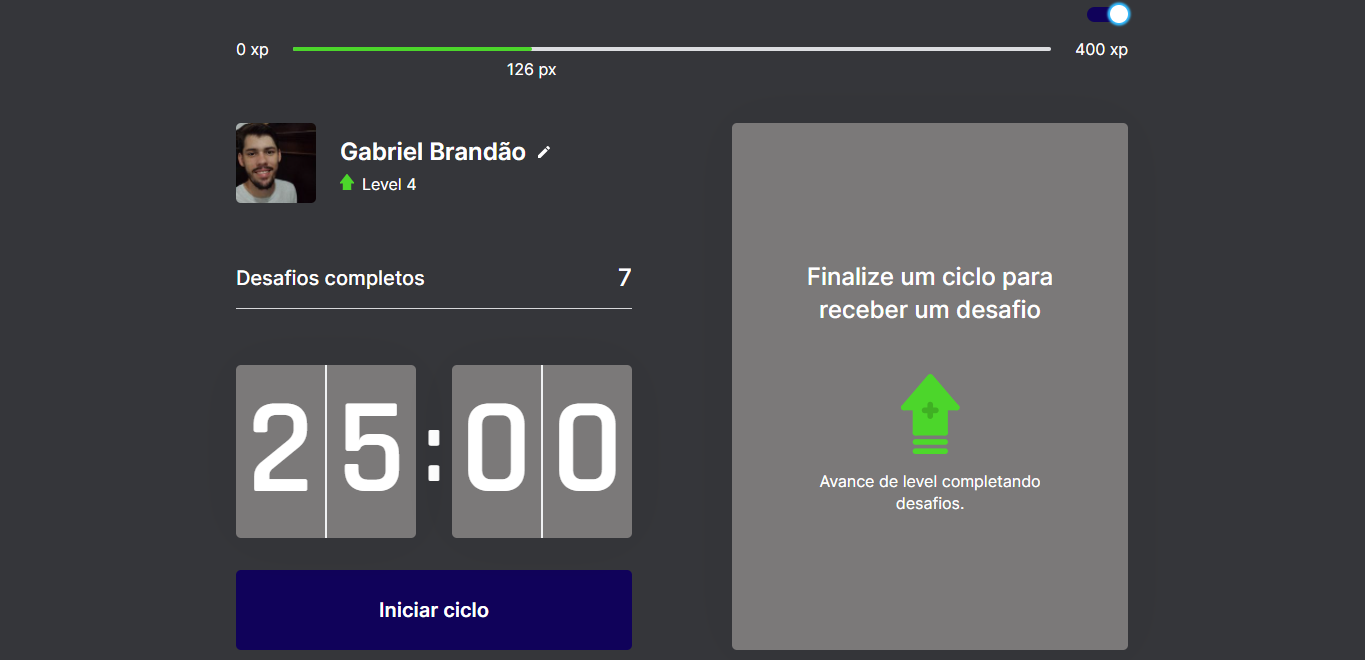 0 xp
400 xp
126 px
Gabriel Brandão
Level 4
Desafios completos
7
25:00
Iniciar ciclo
Finalize um ciclo para
receber um desafio
Avance de level completando
desafios.